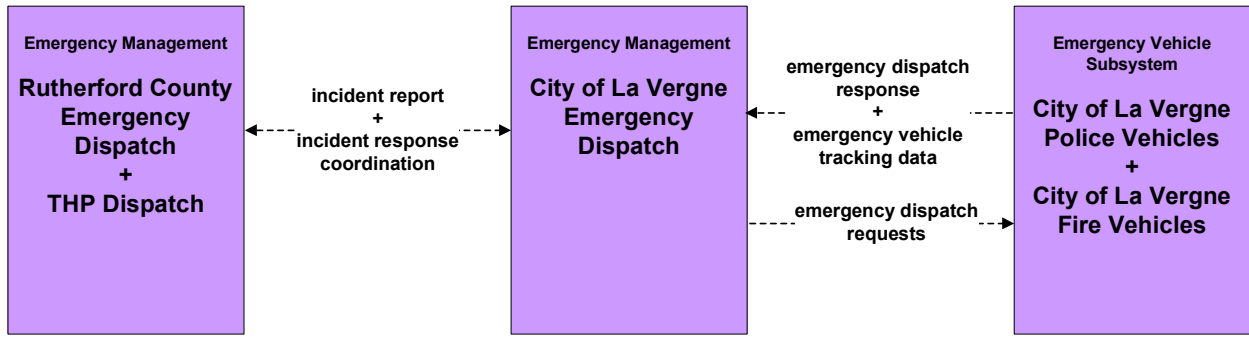 Emergency Management
Rutherford County
Emergency
Dispatch
+
THP Dispatch
incident report
+
incident response
coordination
Emergency Management
City of La Vergne
Emergency
Dispatch
emergency dispatch
response
+
emergency vehicle
tracking data
emergency dispatch
requests
Emergency Vehicle
Subsystem
City of La Vergne
Police Vehicles
+
City of La Vergne
Fire Vehicles